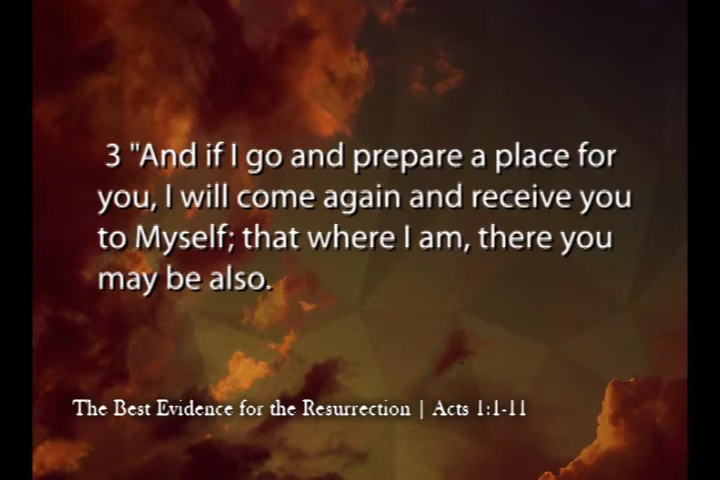 3 "And if I go and prepare a place for
you, I will come again and receive you
to Myself; that where I am, there you
may be also.
The Best Evidence for the Resurrection | Acts 1:1-11